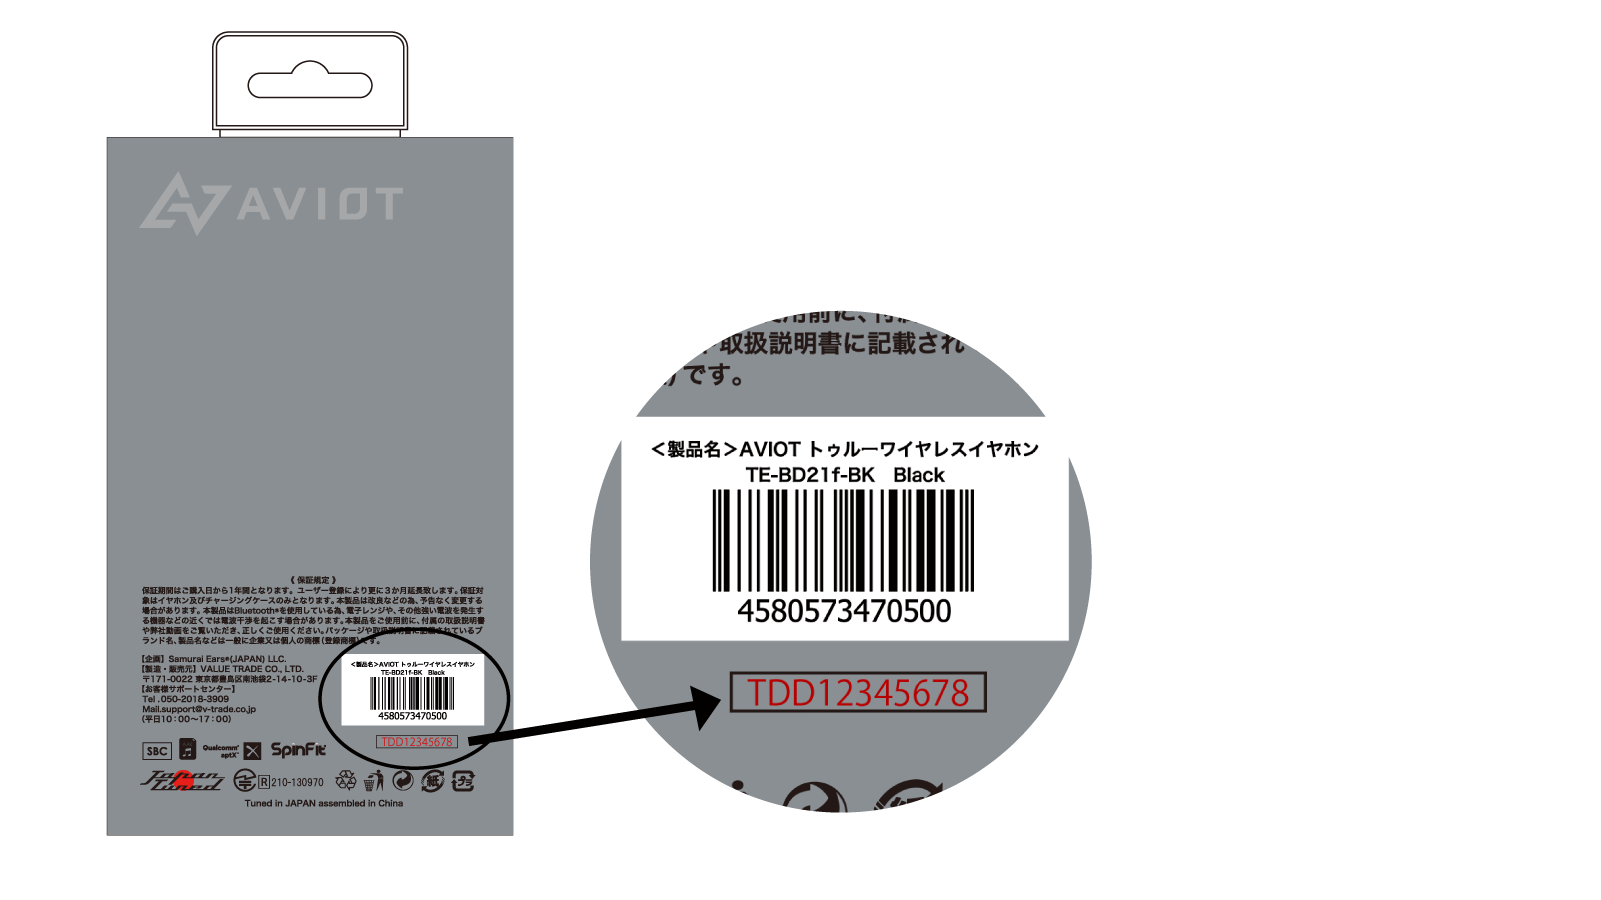 AVIOT
《 保証規定 》
保証期間はご購入日から1年間となります。ユーザー登録により更に3か月延長致します。保証対
象はイヤホン及びチャージングケースのみとなります。本製品は改良などの為、予告なく変更する
場合があります。本製品はBluetooth®を使用している為、電子レンジや、その他強い電波を発生す
る機器などの近くでは電波干渉を起こす場合があります。本製品をご使用前に、付属の取扱説明書
や弊社動画をご覧いただき、正しくご使用ください。パッケージや取扱説明書に記載されているブ
ランド名、製品名などは一般に企業又は個人の商標(登録商標)です。
【企画】Samurai Ears®(JAPAN) LLC.
【製造・販売元】VALUE TRADE CO., LTD.
〒171-0022 東京都豊島区南池袋2-14-10-3F
【お客様サポートセンター】
Tel .050-2018-3909
Mail.support@v-trade.co.jp
(平日10：00〜17：00)
<製品名>AVIOT トゥルーワイヤレスイヤホン
TE-BD21f-BK Black
4580573470500
TDD12345678
SBC
Qualcomm®
aptX™
SpinFit®
Japan
Tuned
R 210-130970
紙
プラ
Tuned in JAPAN assembled in China
用前に、付
取扱説明書に記載され
)です。
<製品名>AVIOT トゥルーワイヤレスイヤホン
TE-BD21f-BK Black
4580573470500
TDD12345678